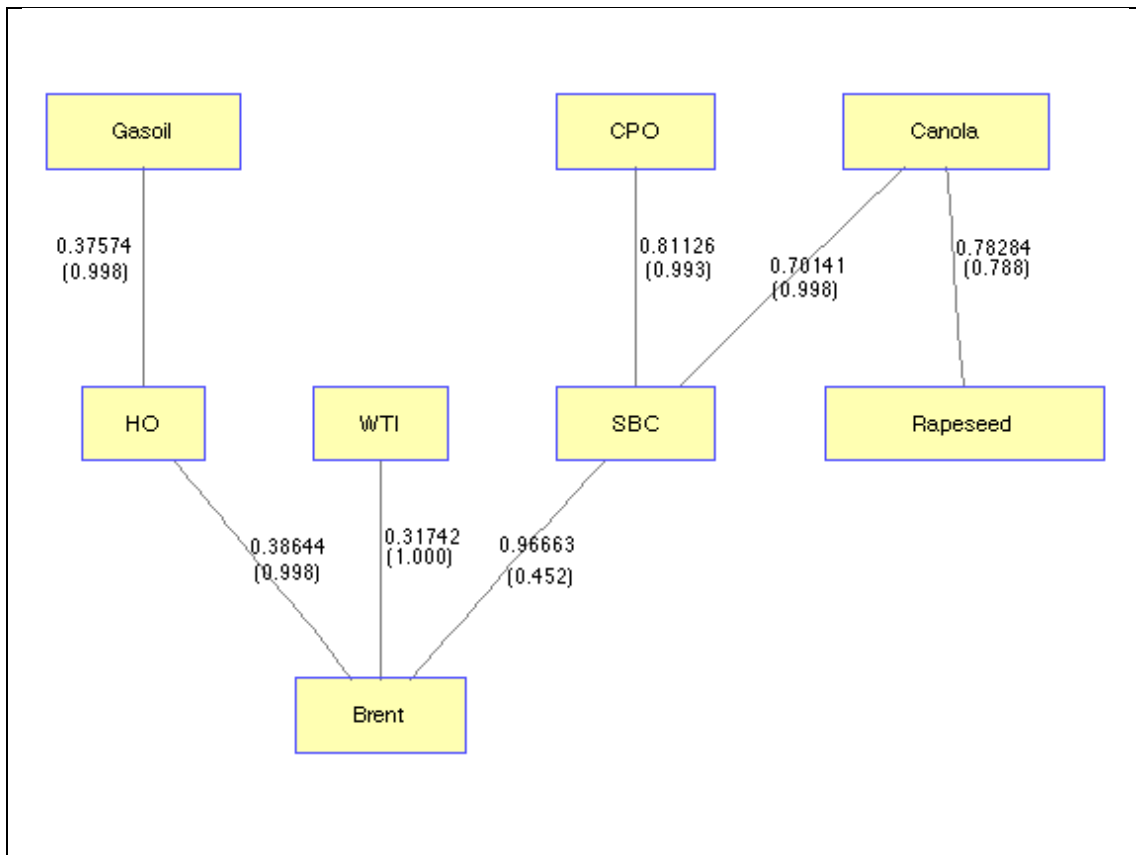 Gasoil
CPO
Canola
0.37574
(0.998)
0.81126
(0.993)
0.70141
(0.998)
0.78284
(0.788)
HO
WTI
SBC
Rapeseed
0.38644
(0.998)
0.31742
(1.000)
0.96663
(0.452)
Brent